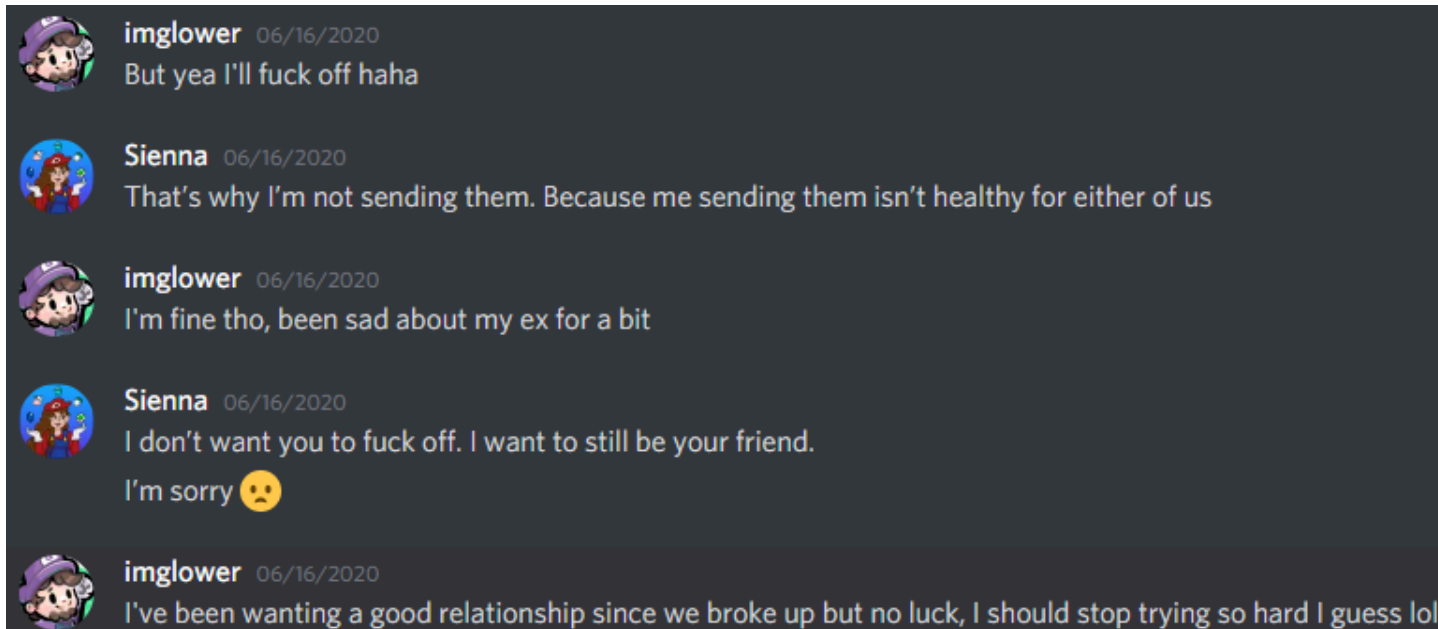 imglower 06/16/2020
But yea I'll fuck off haha
Sienna 06/16/2020
That’s why I’m not sending them. Because me sending them isn’t healthy for either of us
imglower 06/16/2020
I'm fine tho, been sad about my ex for a bit
Sienna 06/16/2020
I don’t want you to fuck off. I want to still be your friend.
I’m sorry 😦
imglower 06/16/2020
I've been wanting a good relationship since we broke up but no luck, I should stop trying so hard I guess lol